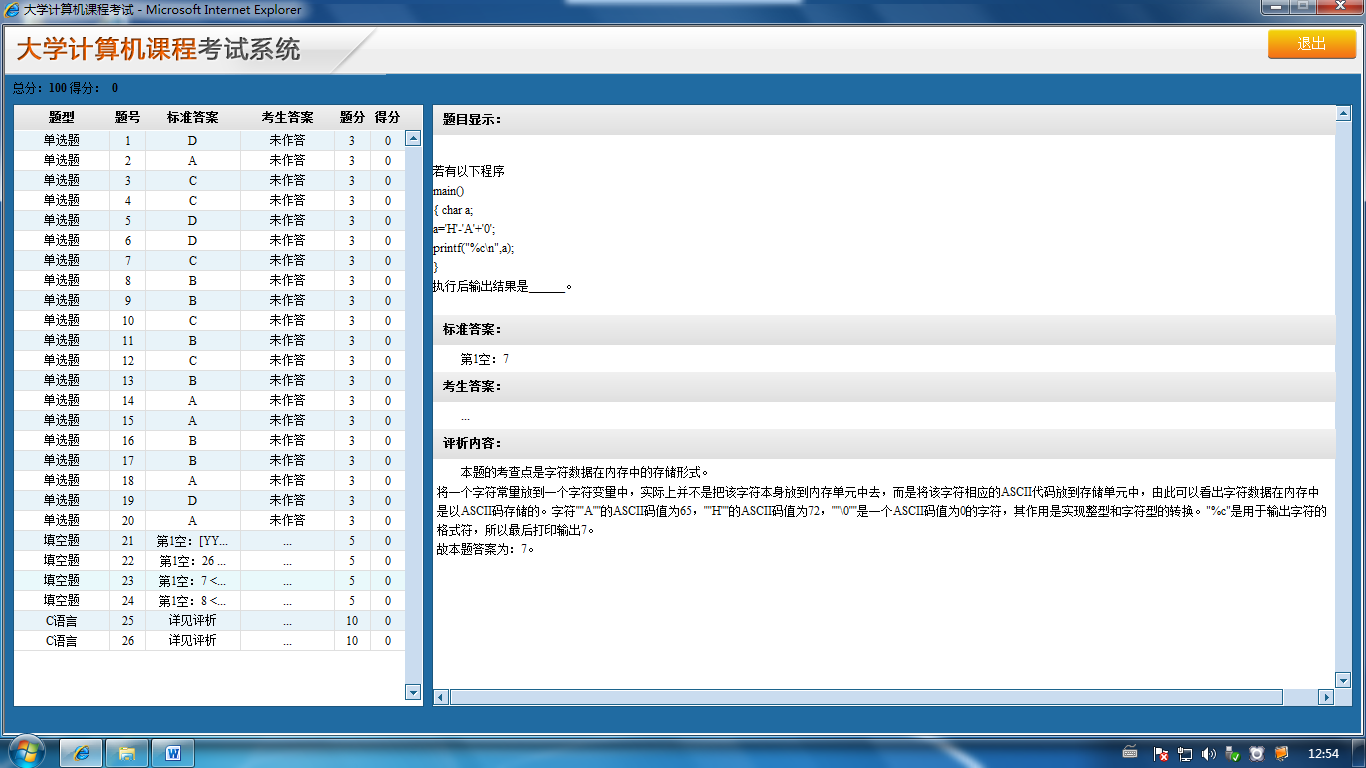 大学计算机课程考试 - Microsoft Internet Explorer
大学计算机课程考试系统
退出
总分：100 得分： 0
题型 题号 标准答案 考生答案 题分 得分
单选题 1 D 未作答 3 0
单选题 2 A 未作答 3 0
单选题 3 C 未作答 3 0
单选题 4 C 未作答 3 0
单选题 5 D 未作答 3 0
单选题 6 D 未作答 3 0
单选题 7 C 未作答 3 0
单选题 8 B 未作答 3 0
单选题 9 B 未作答 3 0
单选题 10 C 未作答 3 0
单选题 11 B 未作答 3 0
单选题 12 C 未作答 3 0
单选题 13 B 未作答 3 0
单选题 14 A 未作答 3 0
单选题 15 A 未作答 3 0
单选题 16 B 未作答 3 0
单选题 17 B 未作答 3 0
单选题 18 A 未作答 3 0
单选题 19 D 未作答 3 0
单选题 20 A 未作答 3 0
填空题 21 第1空：[YY... ... 5 0
填空题 22 第1空：26 ... ... 5 0
填空题 23 第1空：7 <... ... 5 0
填空题 24 第1空：8 <... ... 5 0
C语言 25 详见评析 ... 10 0
C语言 26 详见评析 ... 10 0
题目显示：
若有以下程序
main()
{ char a;
a='H'-'A'+'0';
printf("%c\n",a);
}
执行后输出结果是______。
标准答案：
第1空：7
考生答案：
...
评析内容：
本题的考查点是字符数据在内存中的存储形式。
将一个字符常量放到一个字符变量中，实际上并不是把该字符本身放到内存单元中去，而是将该字符相应的ASCII代码放到存储单元中，由此可以看出字符数据在内存中
是以ASCII码存储的。字符""A""的ASCII码值为65，""H""的ASCII码值为72，""\0""是一个ASCII码值为0的字符，其作用是实现整型和字符型的转换。"%c"是用于输出字符的
格式符，所以最后打印输出7。
故本题答案为：7。
12:54